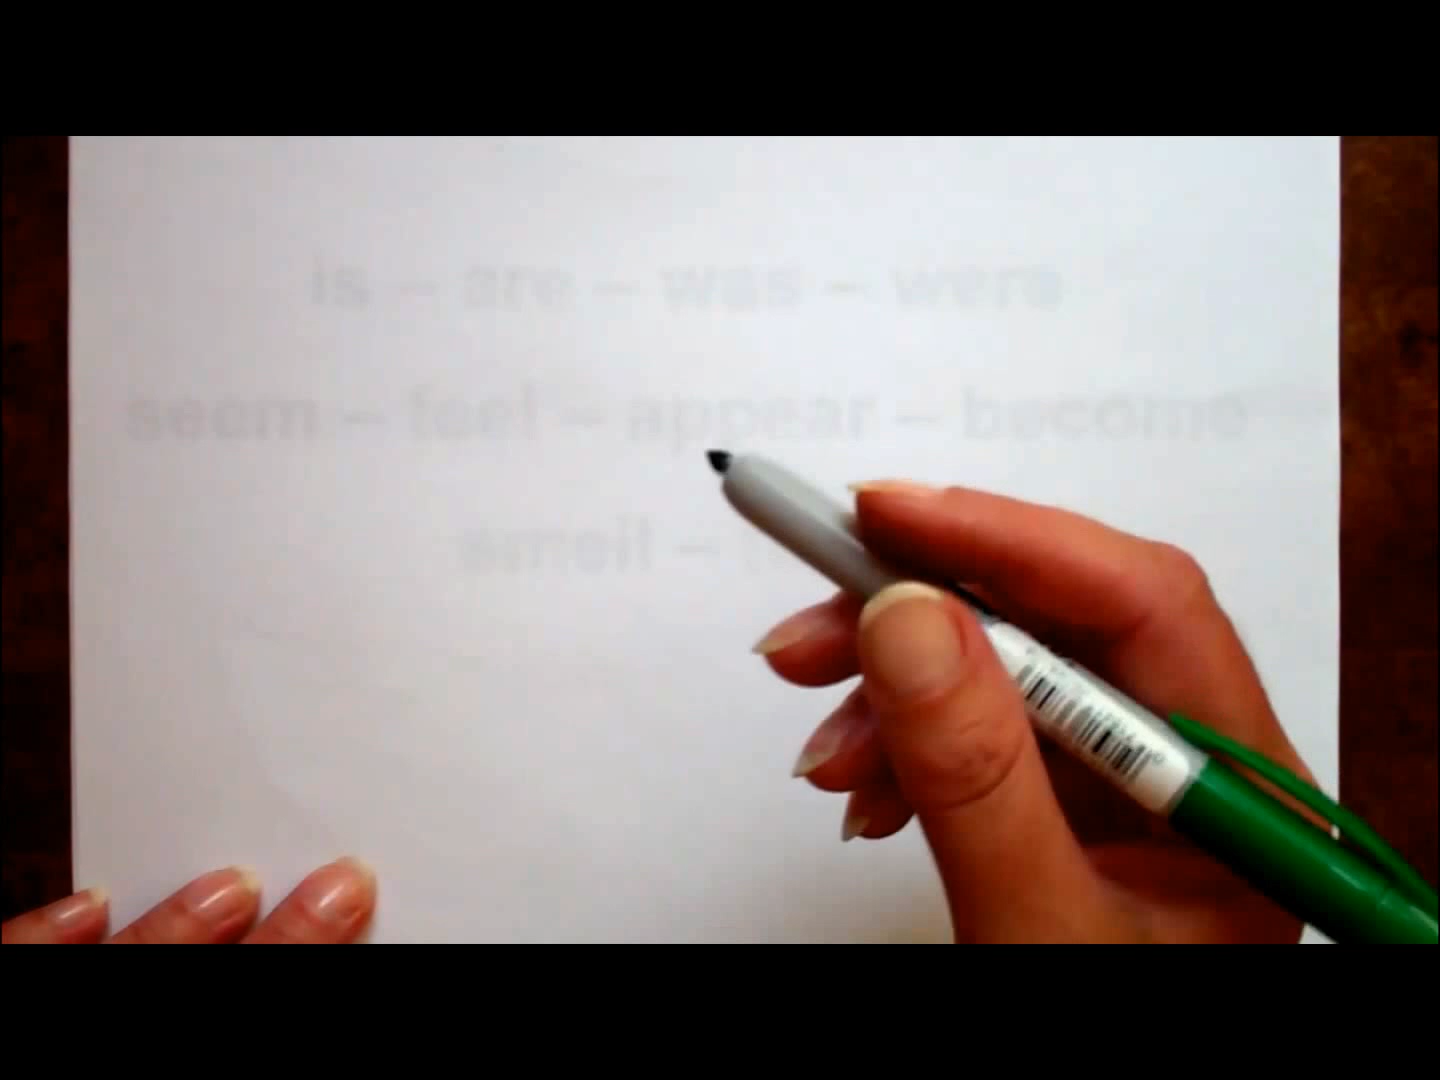 is – are – was – were
seem – feel – appear – become
smell –